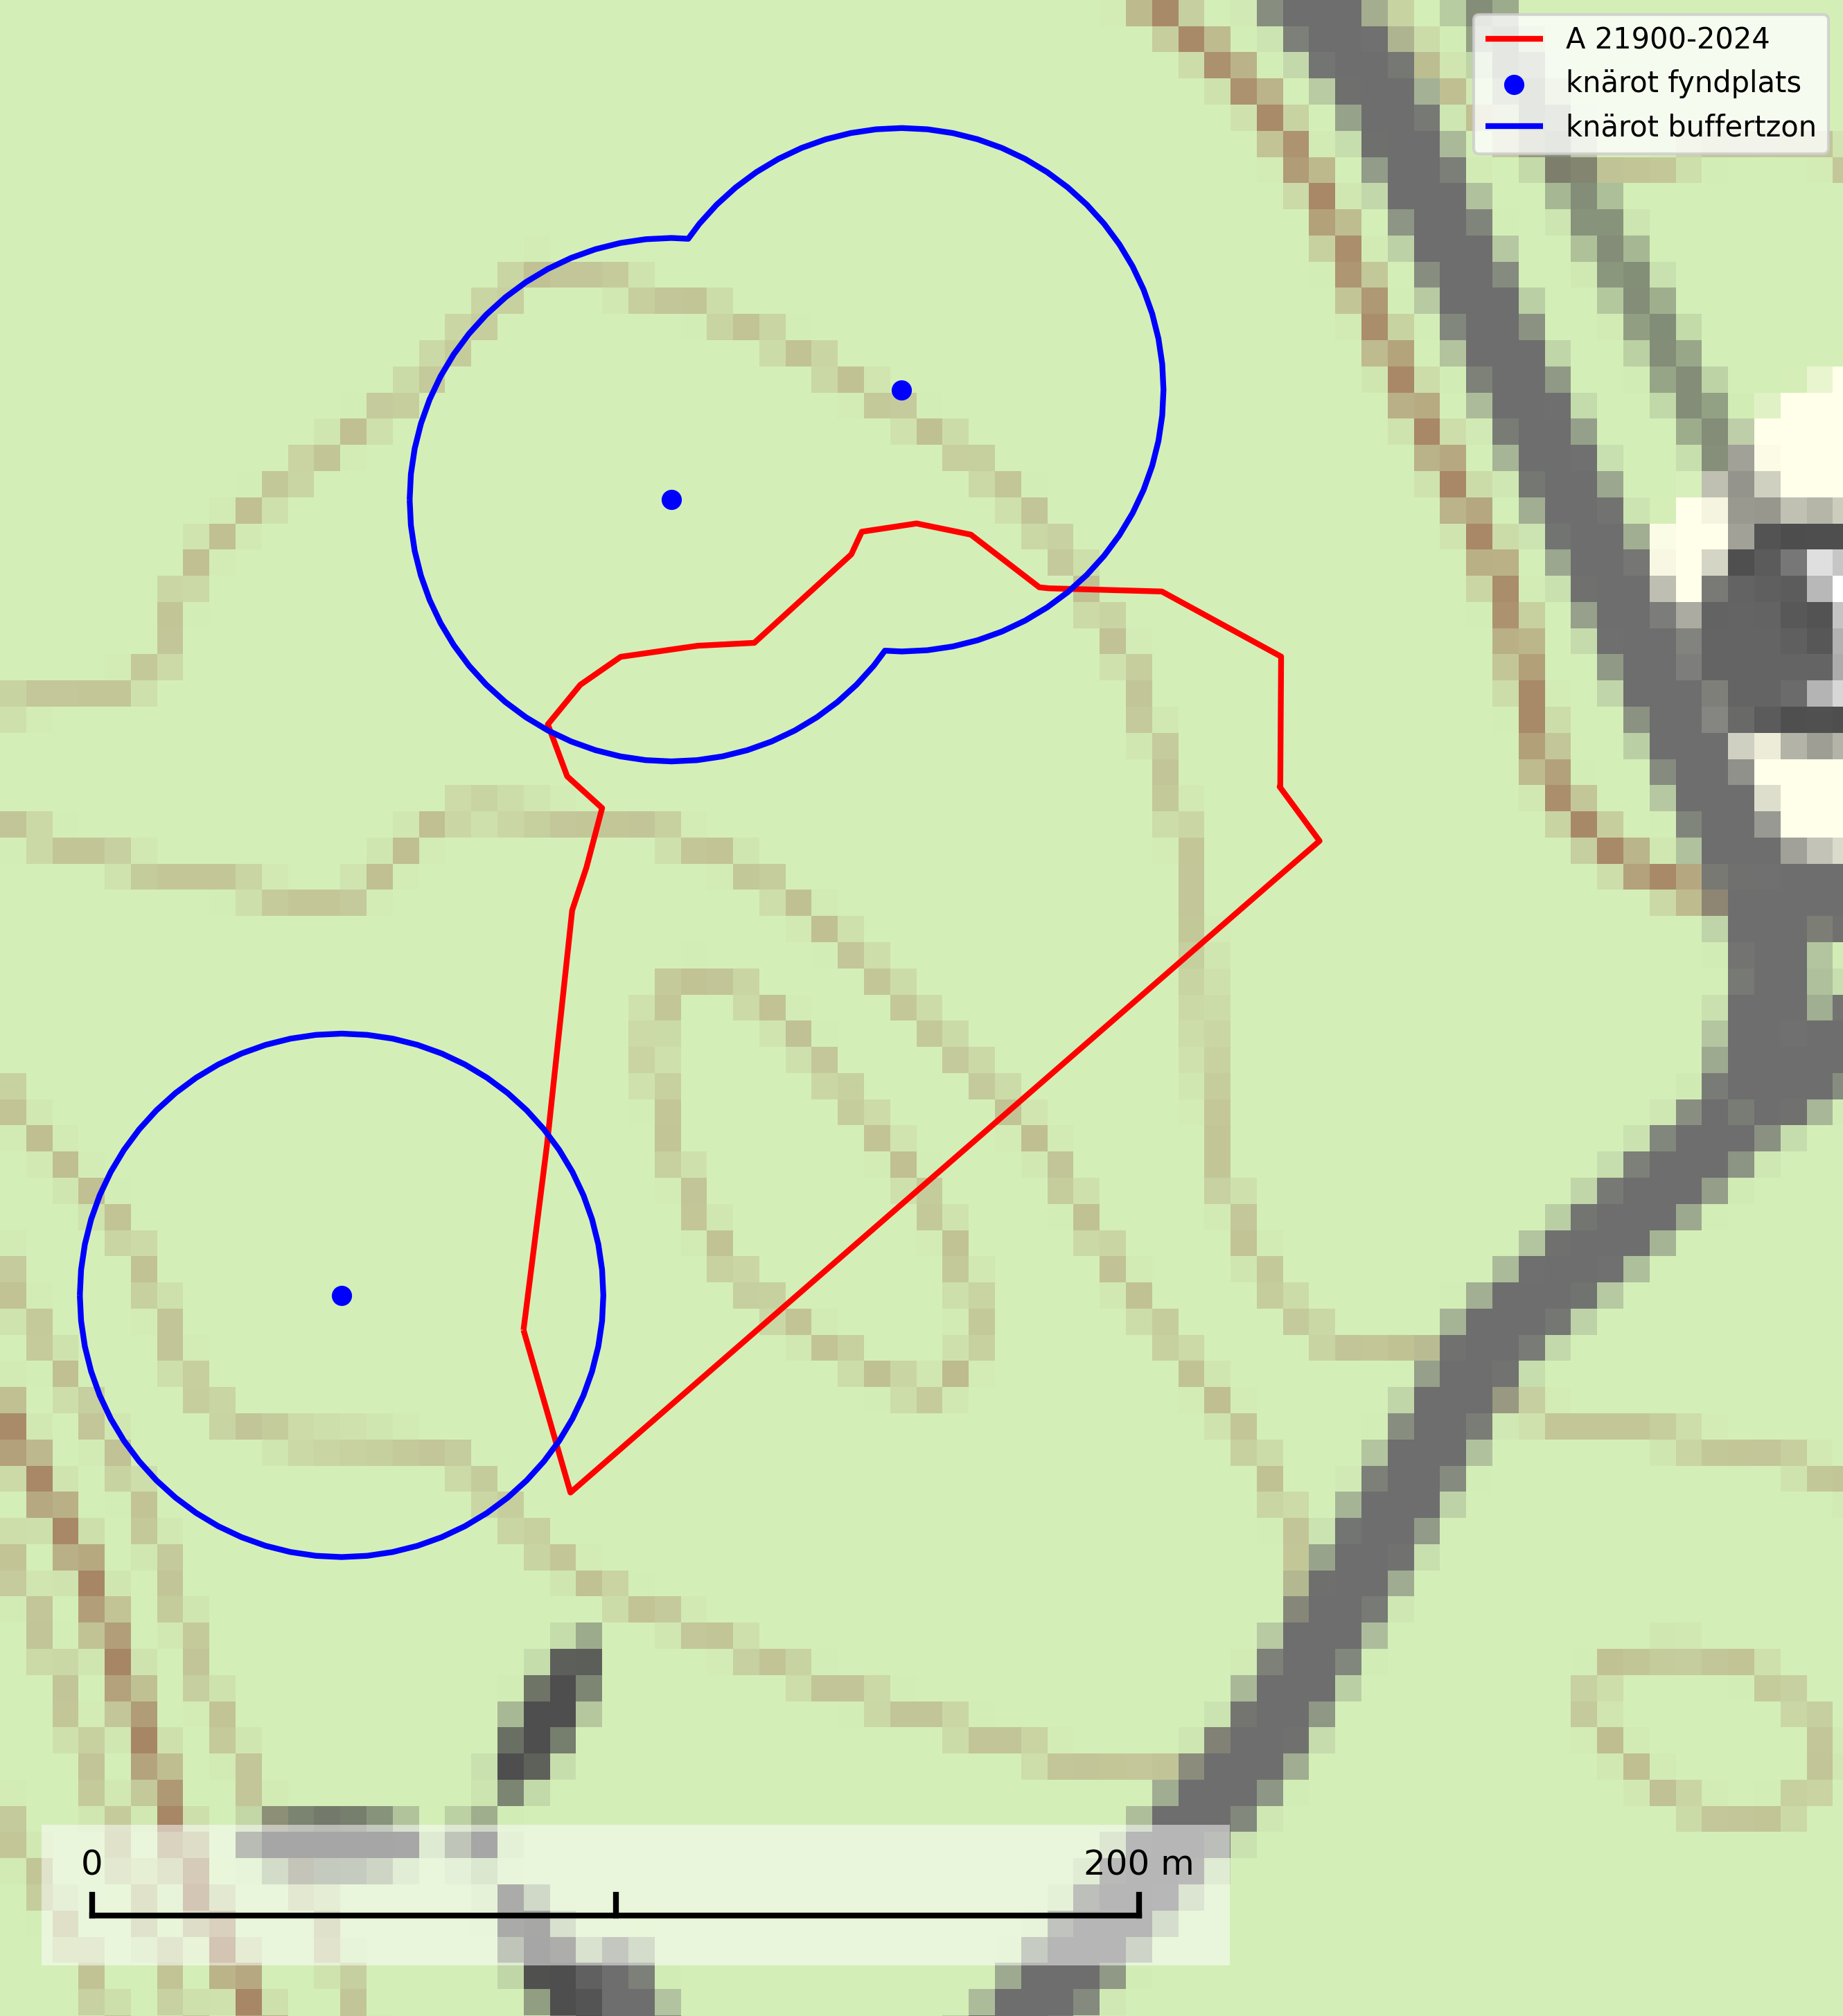 A 21900-2024
knärot fyndplats
knärot buffertzon
0 200 m